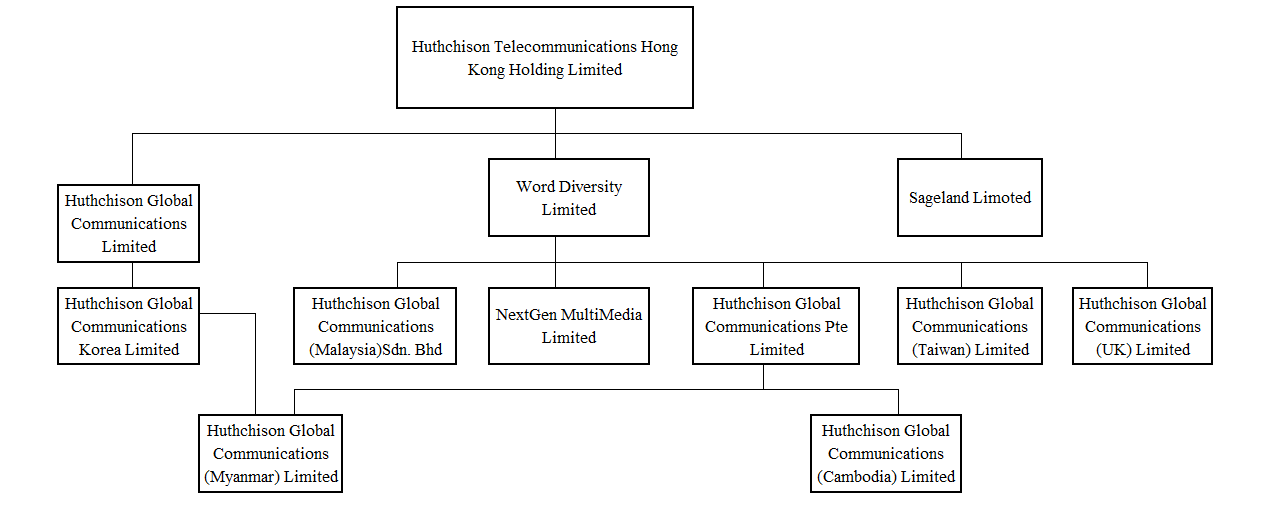 Huthchison Telecommunications Hong
Kong Holding Limited
Huthchison Global
Communications
Limited
Word Diversity
Limited
Sageland Limoted
Huthchison Global
Communications
Korea Limited
Huthchison Global
Communications
(Malaysia)Sdn. Bhd
NextGen MultiMedia
Limited
Huthchison Global
Communications Pte
Limited
Huthchison Global
Communications
(Taiwan) Limited
Huthchison Global
Communications
(UK) Limited
Huthchison Global
Communications
(Myanmar) Limited
Huthchison Global
Communications
(Cambodia) Limited